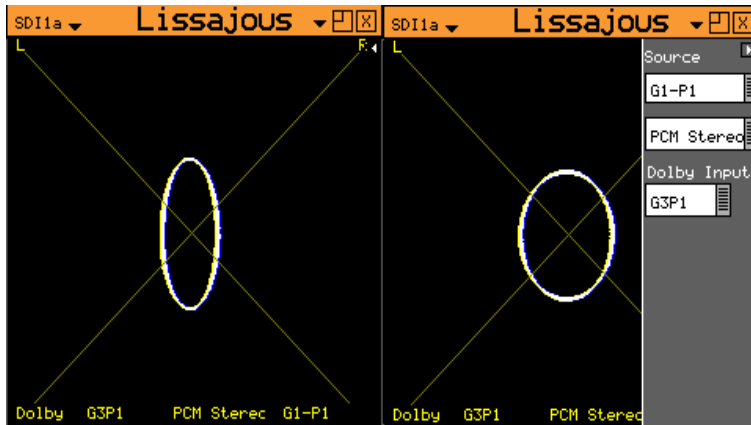 SDI1a Lissajous
L R
Dolby G3P1 PCM Sterec G1-P1
SDI1a Lissajous
L
Source
G1-P1
PCM Stereo
Dolby Input
G3P1
Dolby G3P1 PCM Stereo